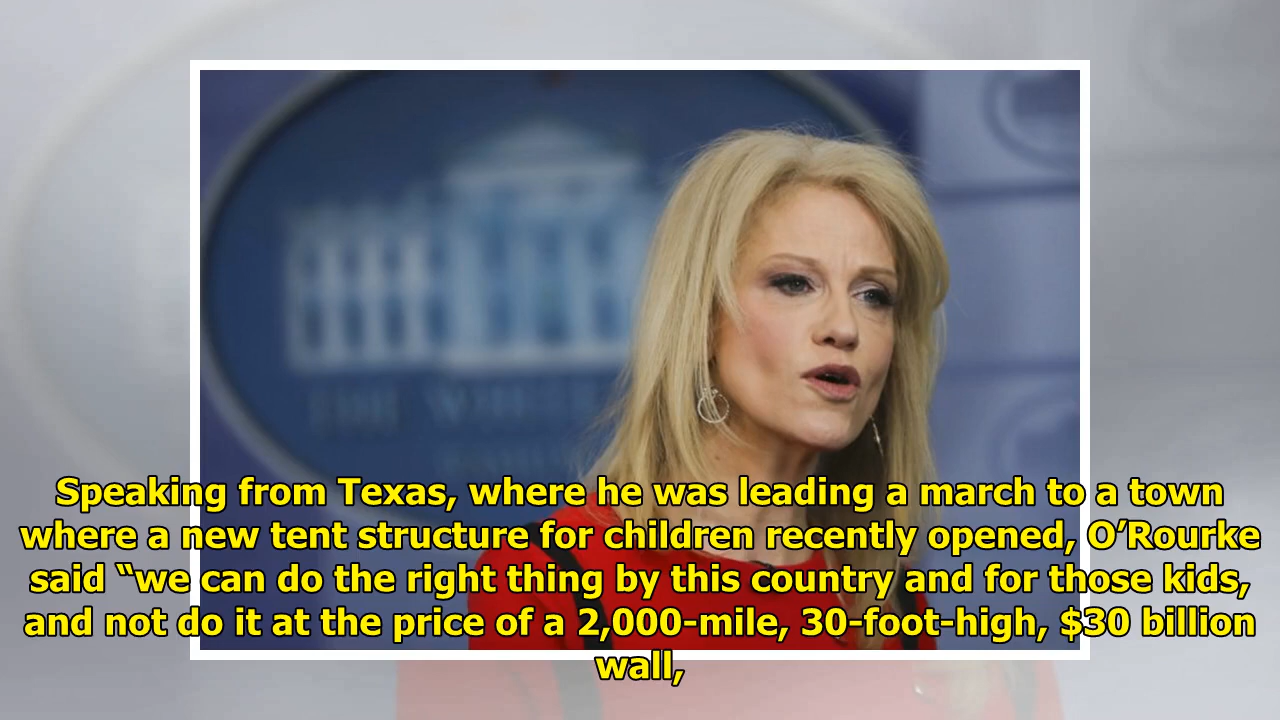 THE WHITE
Speaking from Texas, where he was leading a march to a town
where a new tent structure for children recently opened, O’Rourke
said “we can do the right thing by this country and for those kids,
and not do it at the price of a 2,000-mile, 30-foot-high, $30 billion
wall,